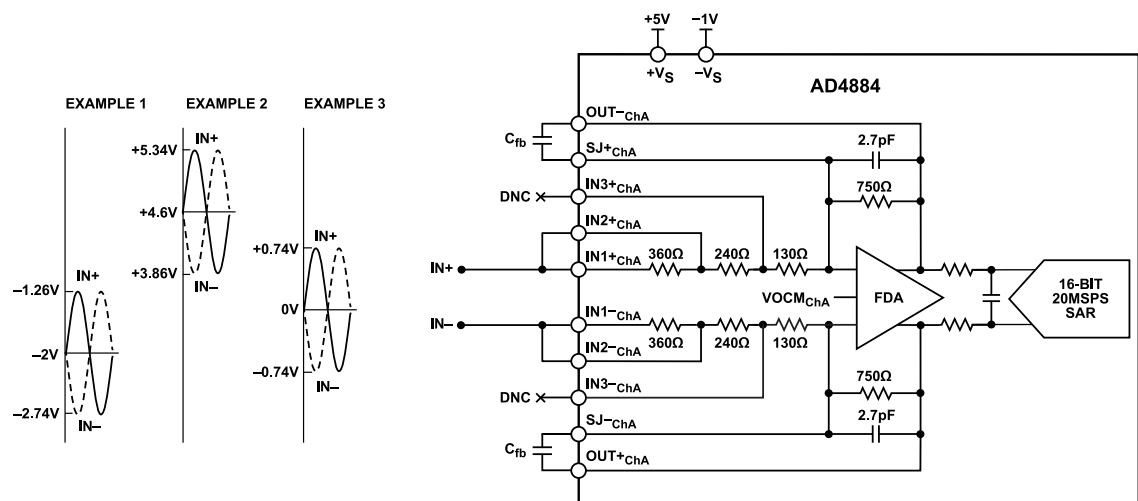 EXAMPLE 1
EXAMPLE 2
EXAMPLE 3
IN+
–1.26V
–2V
–2.74V
IN–
IN+
+5.34V
+4.6V
+3.86V
IN–
IN+
+0.74V
0V
–0.74V
IN–
+5V
–1V
+VS
–VS
AD4884
OUT–ChA
Cfb
SJ+ChA
2.7pF
DNC
IN3+ChA
750Ω
IN2+ChA
IN+
IN1+ChA
360Ω
240Ω
130Ω
VOCMChA
FDA
16-BIT
20MSPS
SAR
IN–
IN1–ChA
360Ω
240Ω
130Ω
IN2–ChA
DNC
IN3–ChA
750Ω
SJ–ChA
2.7pF
Cfb
OUT+ChA